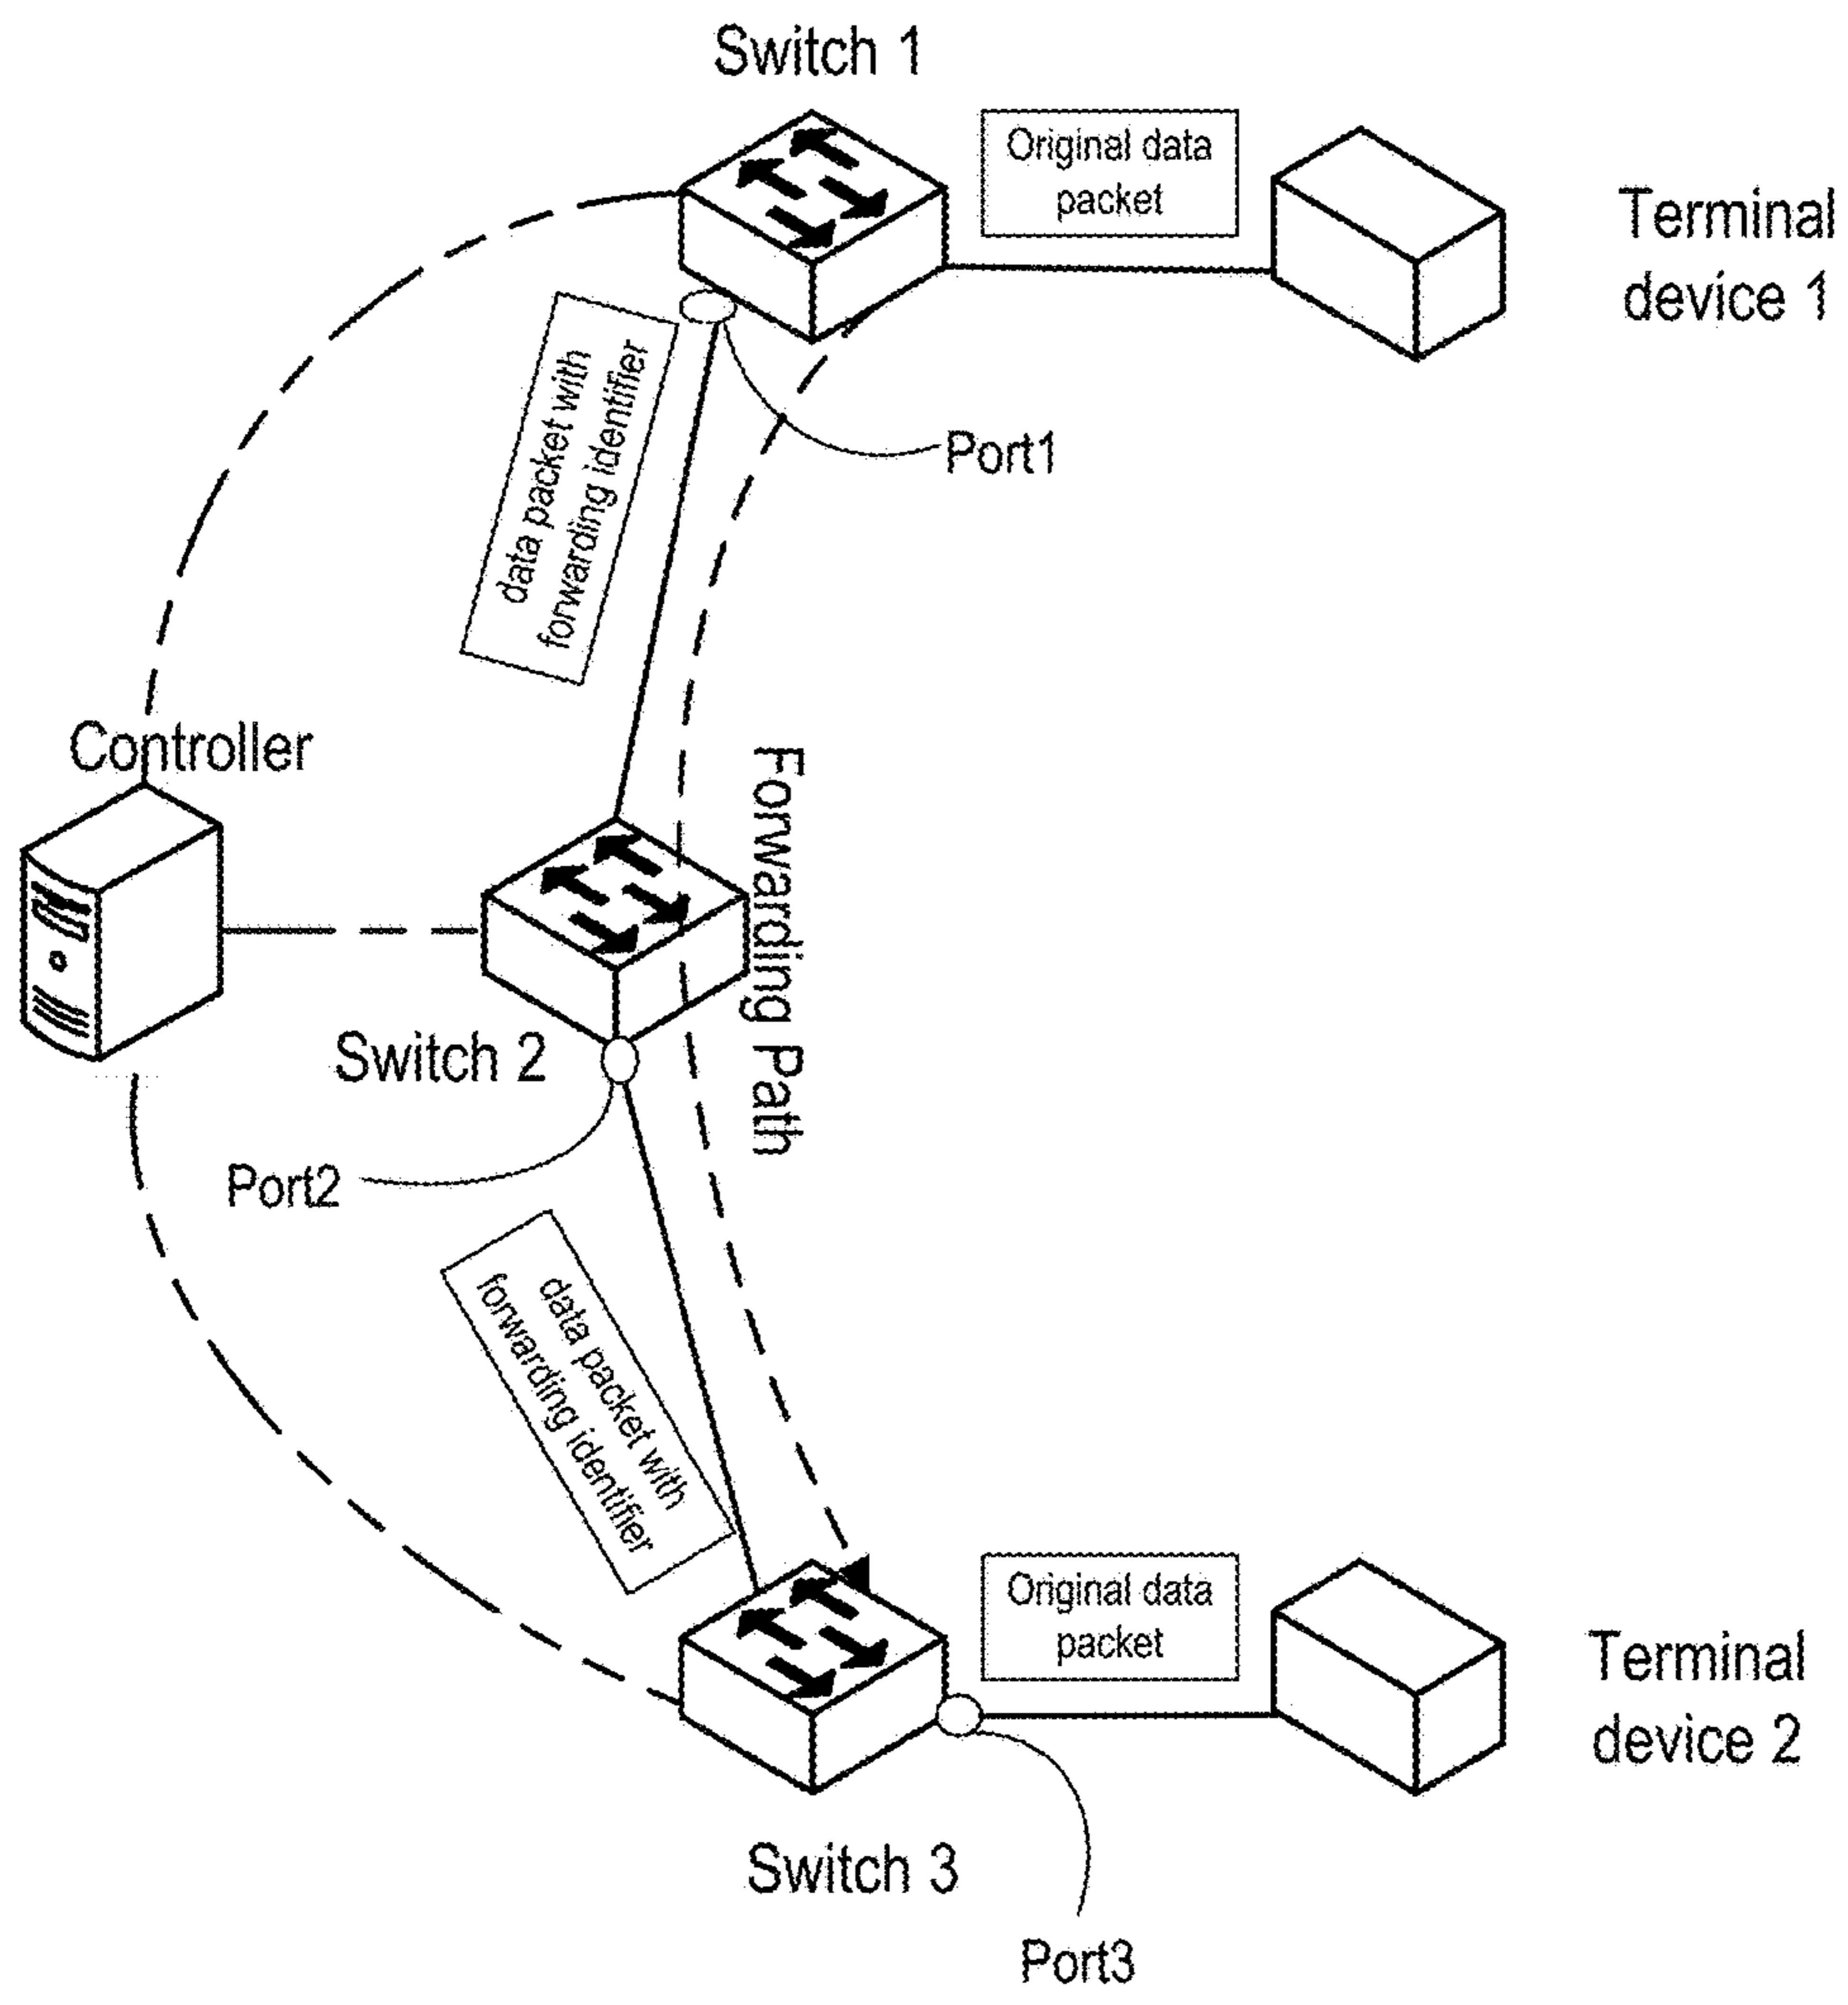 Switch 1
Original data
packet
Terminal
device 1
data packet with
forwarding identifier
Port1
Controller
Forwarding Path
Switch 2
Port2
data packet with
forwarding identifier
Original data
packet
Terminal
device 2
Switch 3
Port3